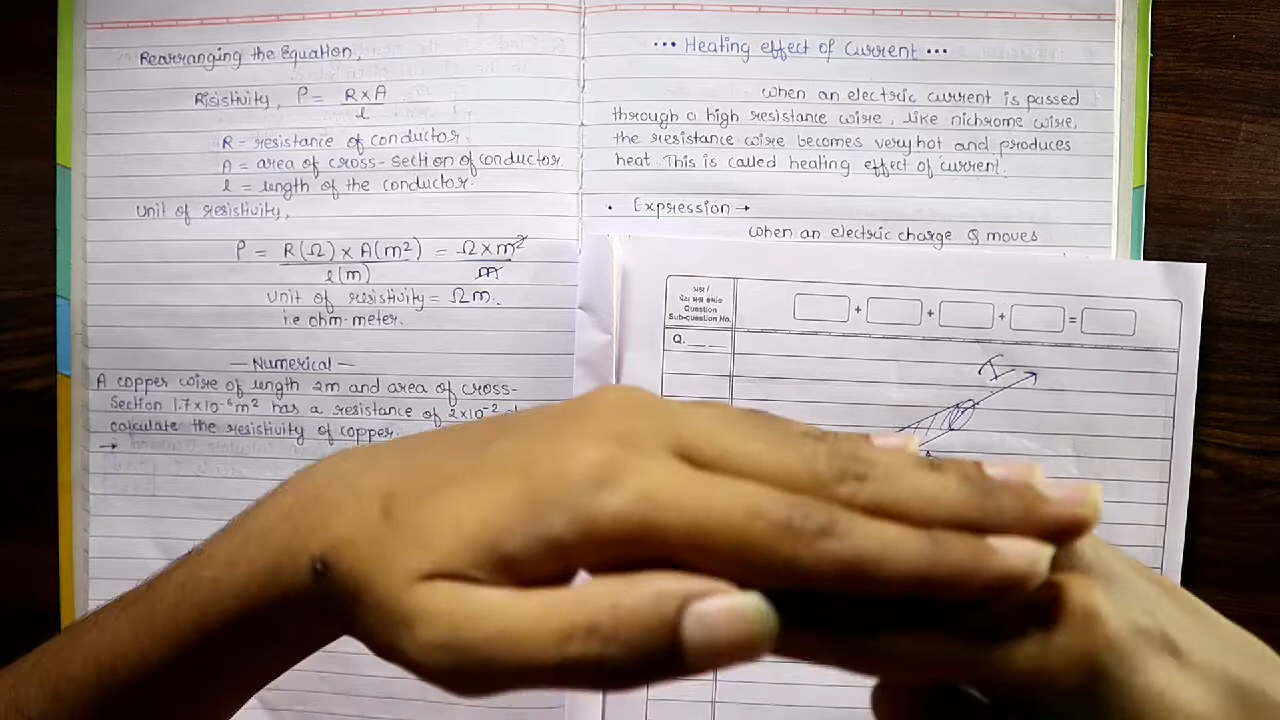 Rearranging the Equation,
Risistivity, ρ = R×A
l
R = resistance of conductor.
A = area of cross-section of conductor.
l = length of the conductor.
Unit of resistivity,
ρ = R(Ω) × A(m²) = Ω×m²
l(m) m
unit of resistivity = Ωm.
i.e ohm-meter.
— Numerical —
A copper wire of length 2m and area of cross-
section 1.7×10⁻⁶m² has a resistance of 2×10⁻²
calculate the resistivity of copper.
→
••• Heating effect of Current •••
when an electric current is passed
through a high resistance wire, like nichrome wire,
the resistance wire becomes very hot and produces
heat. This is called heating effect of current.
• Expression →
when an electric charge Q moves
Question
Sub-question No.
+ + + =
Q.
I